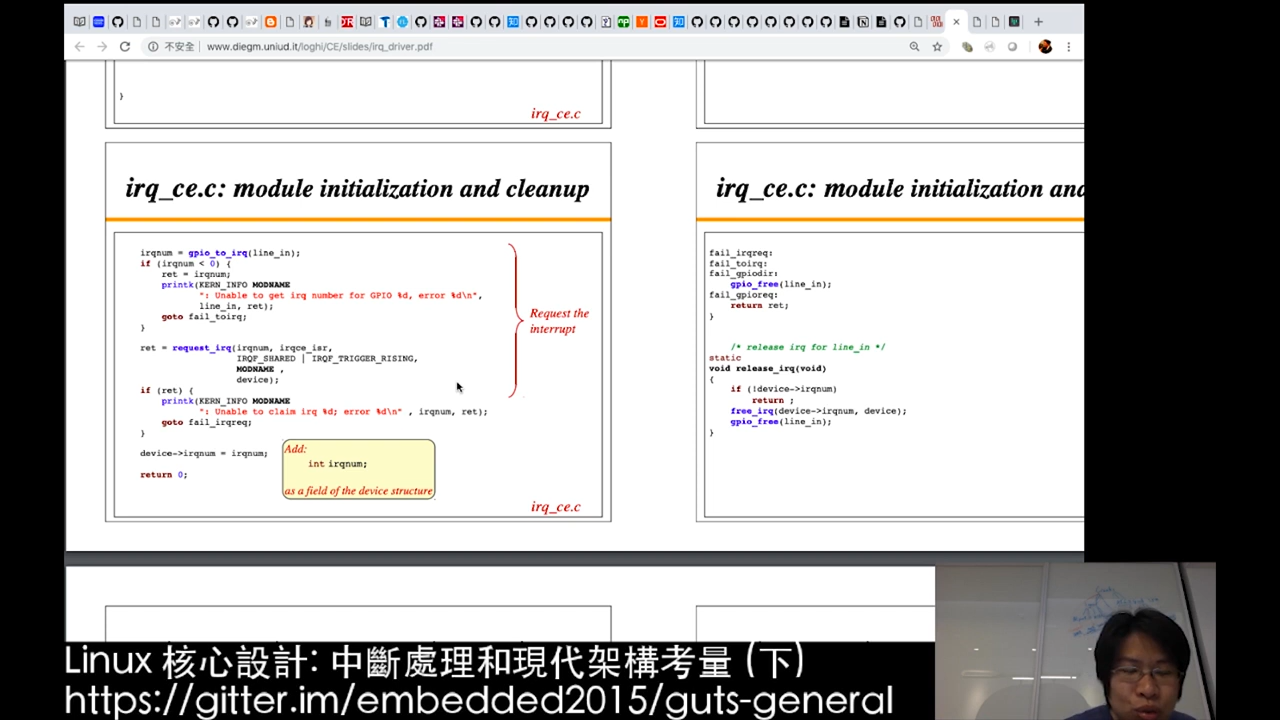 不安全 www.diegm.uniud.it/loghi/CE/slides/irq_driver.pdf
}
irq_ce.c
irq_ce.c: module initialization and cleanup
irqnum = gpio_to_irq(line_in);
if (irqnum < 0) {
ret = irqnum;
printk(KERN_INFO MODNAME
": Unable to get irq number for GPIO %d, error %d\n",
line_in, ret);
goto fail_toirq;
}
ret = request_irq(irqnum, irqce_isr,
IRQF_SHARED | IRQF_TRIGGER_RISING,
MODNAME ,
device);
if (ret) {
printk(KERN_INFO MODNAME
": Unable to claim irq %d; error %d\n" , irqnum, ret);
goto fail_irqreq;
}
device->irqnum = irqnum;
return 0;
Request the
interrupt
Add:
int irqnum;
as a field of the device structure
irq_ce.c
irq_ce.c: module initialization and
fail_irqreq:
fail_toirq:
fail_gpiodir:
gpio_free(line_in);
fail_gpioreq:
return ret;
}
/* release irq for line_in */
static
void release_irq(void)
{
if (!device->irqnum)
return ;
free_irq(device->irqnum, device);
gpio_free(line_in);
}
Linux 核心設計: 中斷處理和現代架構考量 (下)
https://gitter.im/embedded2015/guts-general